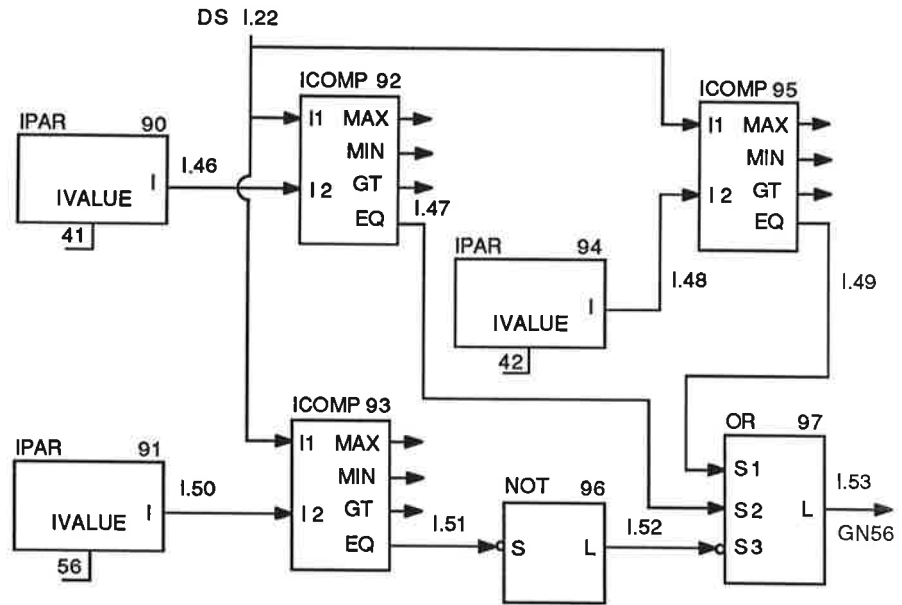 DS I.22
ICOMP 92
I1 MAX
MIN
I2 GT
EQ
I.47
ICOMP 95
I1 MAX
MIN
I2 GT
EQ
I.49
IPAR 90
I
IVALUE
41
I.46
IPAR 94
I
IVALUE
42
I.48
ICOMP 93
I1 MAX
MIN
I2 GT
EQ
I.51
IPAR 91
I
IVALUE
56
I.50
NOT 96
S L
I.52
OR 97
S1
S2 L
S3
I.53
GN56